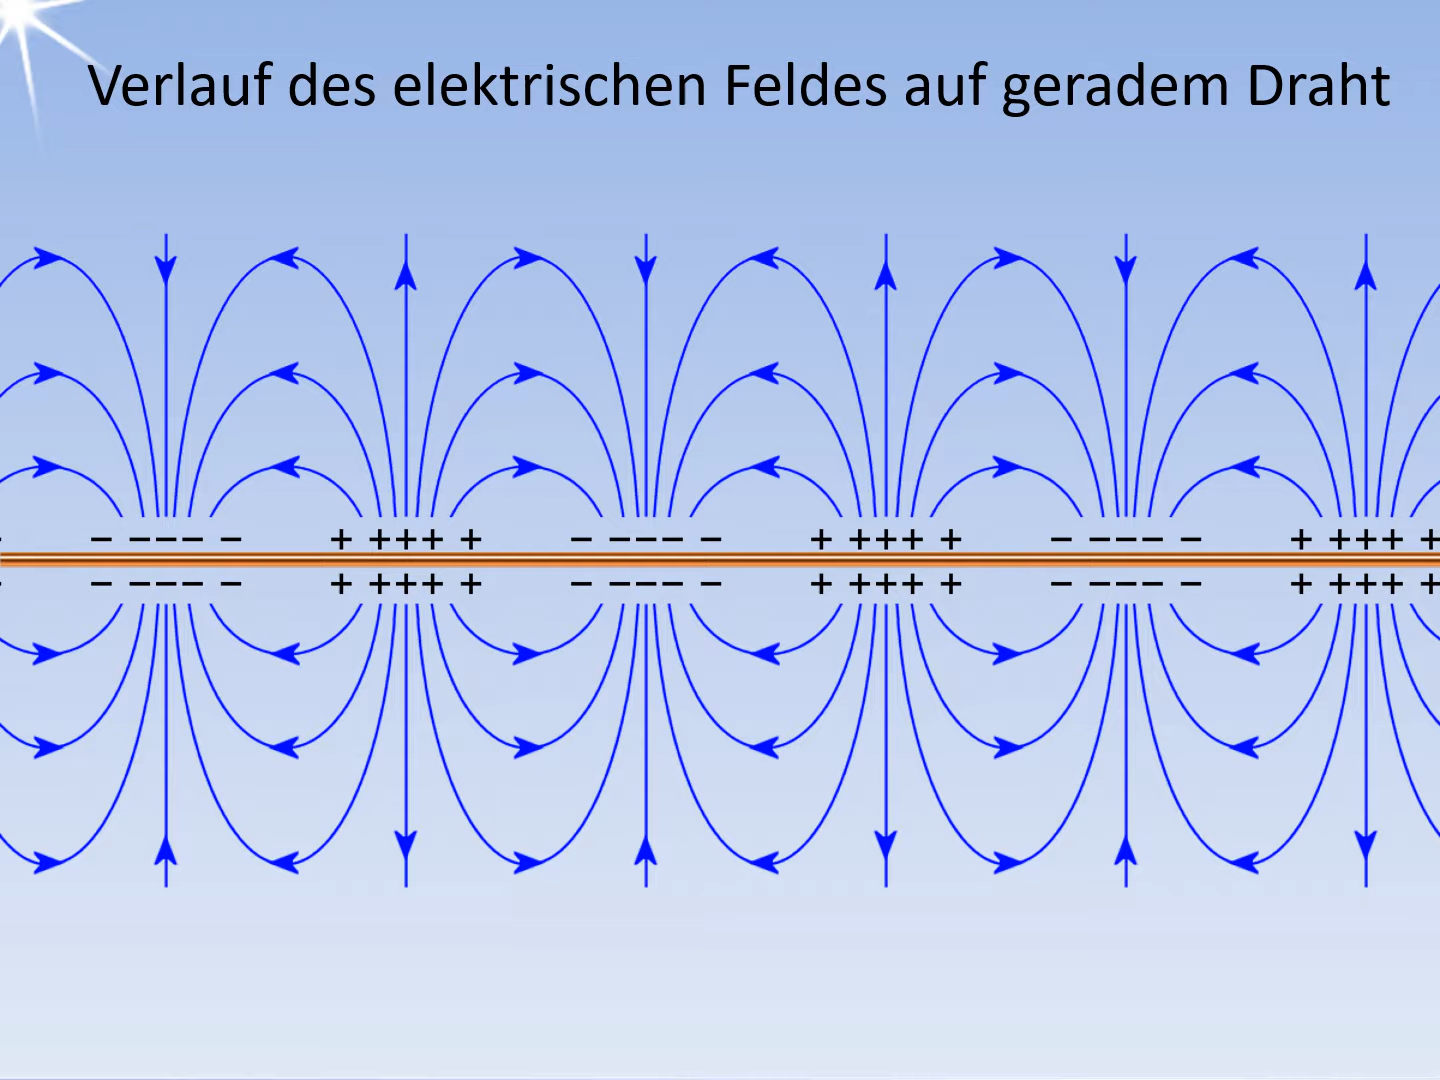 Verlauf des elektrischen Feldes auf geradem Draht
− −−−− − + ++++ + − −−−− − + ++++ + − −−−− − + ++++ +
− −−−− − + ++++ + − −−−− − + ++++ + − −−−− − + ++++ +